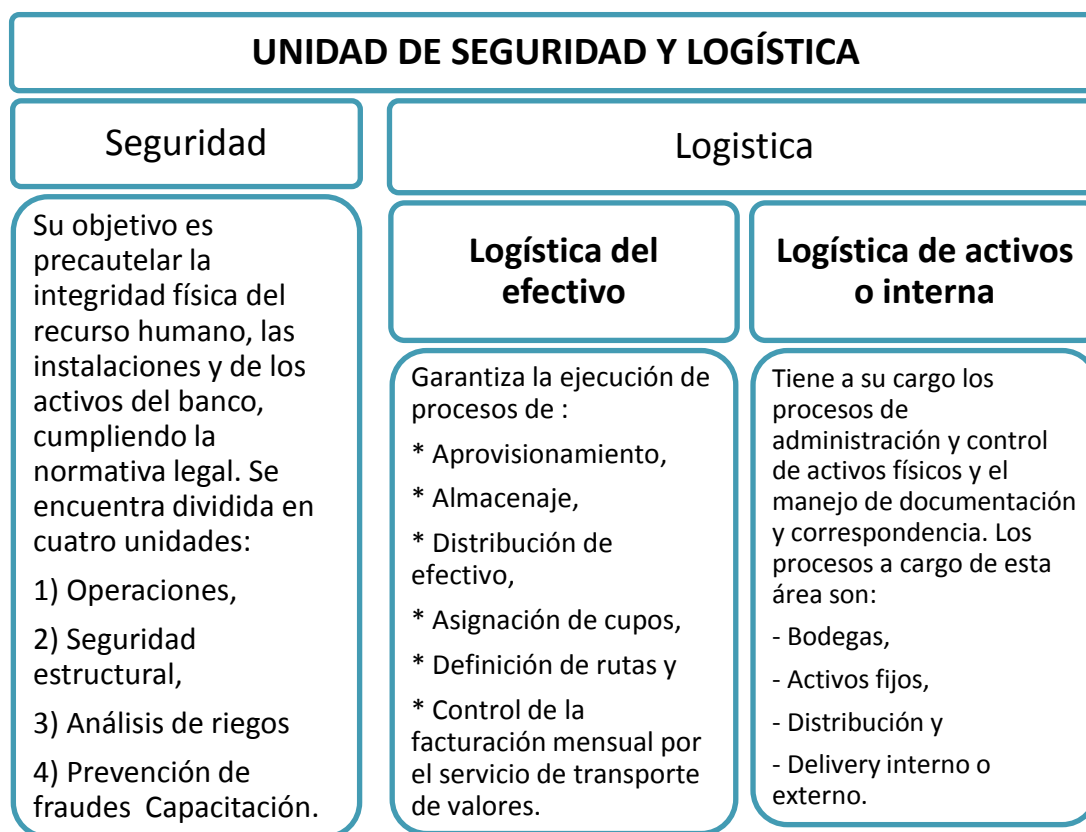 UNIDAD DE SEGURIDAD Y LOGÍSTICA
Seguridad
Su objetivo es
precautelar la
integridad física del
recurso humano, las
instalaciones y de los
activos del banco,
cumpliendo la
normativa legal. Se
encuentra dividida en
cuatro unidades:
1) Operaciones,
2) Seguridad
estructural,
3) Análisis de riegos
4) Prevención de
fraudes  Capacitación.
Logistica
Logística del
efectivo
Garantiza la ejecución de
procesos de :
* Aprovisionamiento,
* Almacenaje,
* Distribución de
efectivo,
* Asignación de cupos,
* Definición de rutas y
* Control de la
facturación mensual por
el servicio de transporte
de valores.
Logística de activos
o interna
Tiene a su cargo los
procesos de
administración y control
de activos físicos y el
manejo de documentación
y correspondencia. Los
procesos a cargo de esta
área son:
- Bodegas,
- Activos fijos,
- Distribución y
- Delivery interno o
externo.